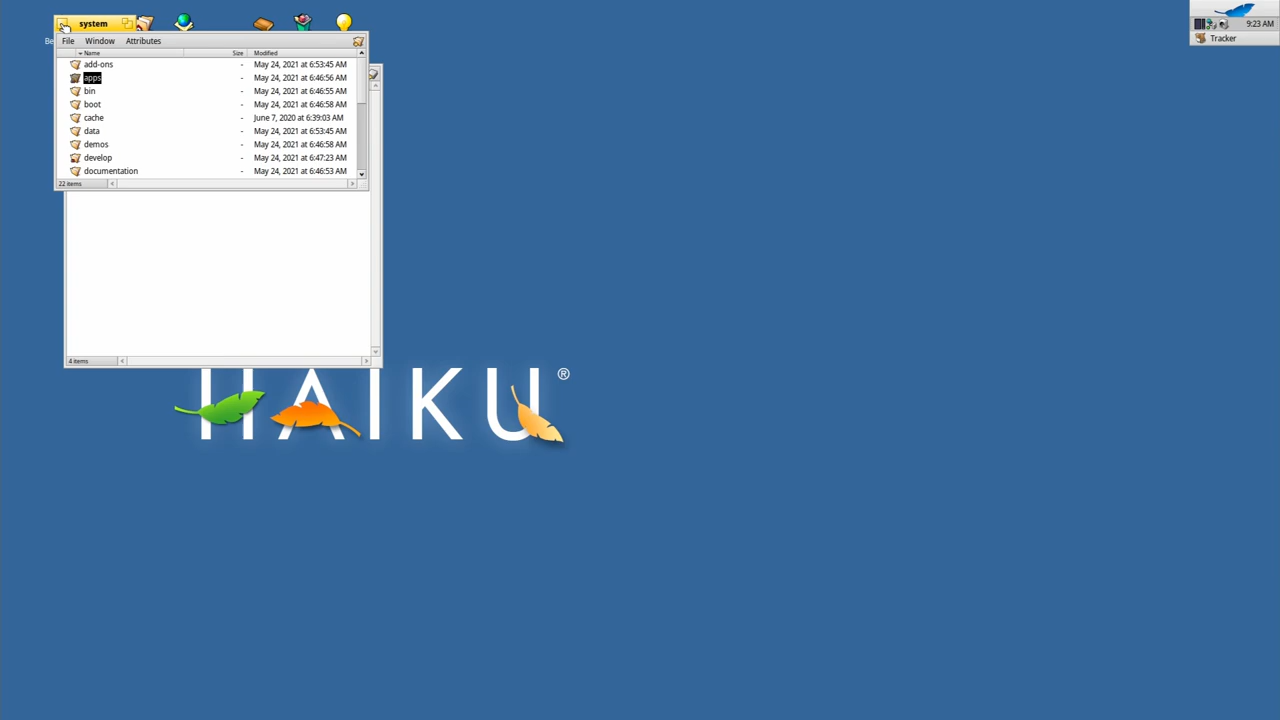 system
9:23 AM
Tracker
Be
File Window Attributes
Name Size Modified
add-ons - May 24, 2021 at 6:53:45 AM
apps - May 24, 2021 at 6:46:56 AM
bin - May 24, 2021 at 6:46:55 AM
boot - May 24, 2021 at 6:46:58 AM
cache - June 7, 2020 at 6:39:03 AM
data - May 24, 2021 at 6:53:45 AM
demos - May 24, 2021 at 6:46:58 AM
develop - May 24, 2021 at 6:47:23 AM
documentation - May 24, 2021 at 6:46:53 AM
22 items
4 items
HAIKU®